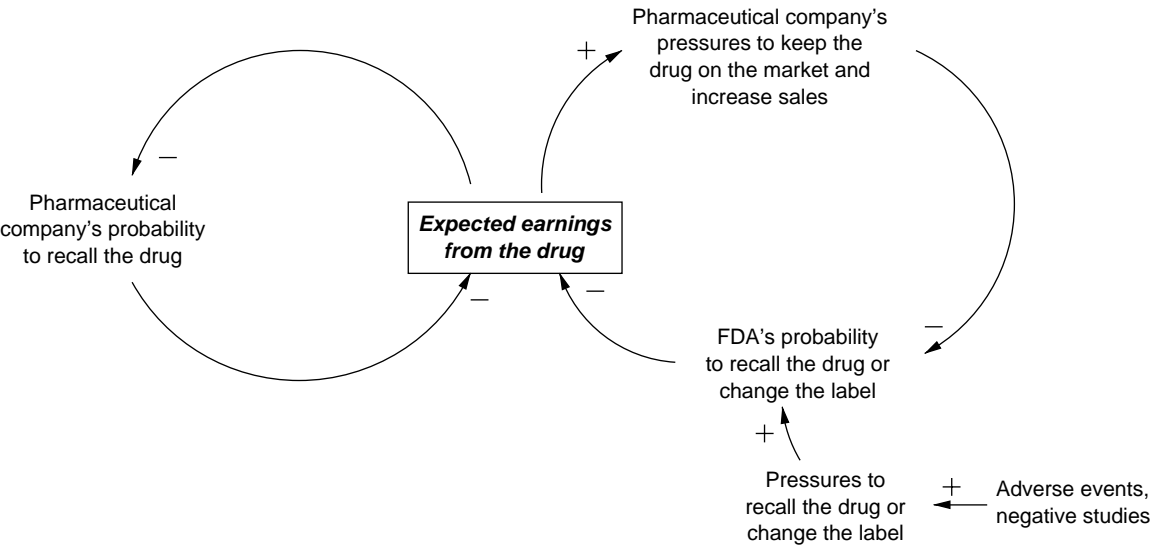 Pharmaceutical company’s
pressures to keep the
drug on the market and
increase sales
+
−
Pharmaceutical
company’s probability
to recall the drug
Expected earnings
from the drug
−
−
−
FDA’s probability
to recall the drug or
change the label
+
Pressures to
recall the drug or
change the label
+
Adverse events,
negative studies